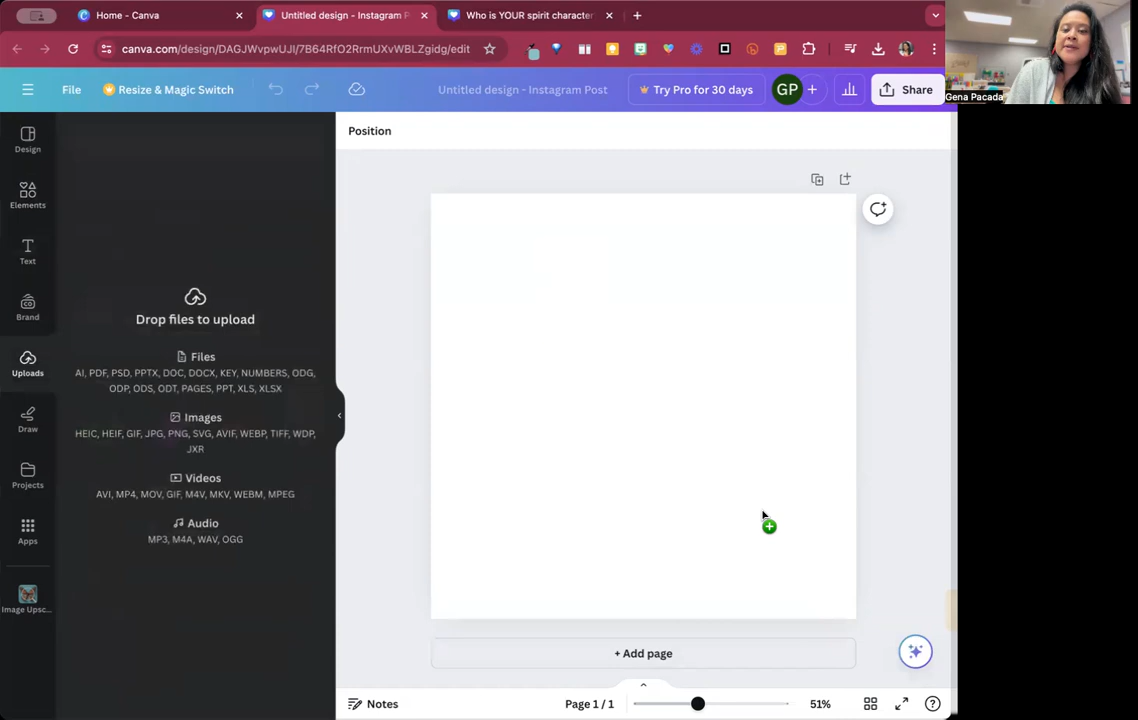 Home - Canva
Untitled design - Instagram P
Who is YOUR spirit character
canva.com/design/DAGJWvpwUJI/7B64RfO2RrmUXvWBLZgidg/edit
Gena Pacada
File
Resize & Magic Switch
Untitled design - Instagram Post
Try Pro for 30 days
GP
Share
Position
Design
Elements
Text
Brand
Uploads
Draw
Projects
Apps
Image Upsc...
Drop files to upload
Files
AI, PDF, PSD, PPTX, DOC, DOCX, KEY, NUMBERS, ODG,
ODP, ODS, ODT, PAGES, PPT, XLS, XLSX
Images
HEIC, HEIF, GIF, JPG, PNG, SVG, AVIF, WEBP, TIFF, WDP,
JXR
Videos
AVI, MP4, MOV, GIF, M4V, MKV, WEBM, MPEG
Audio
MP3, M4A, WAV, OGG
+ Add page
Notes
Page 1 / 1
51%